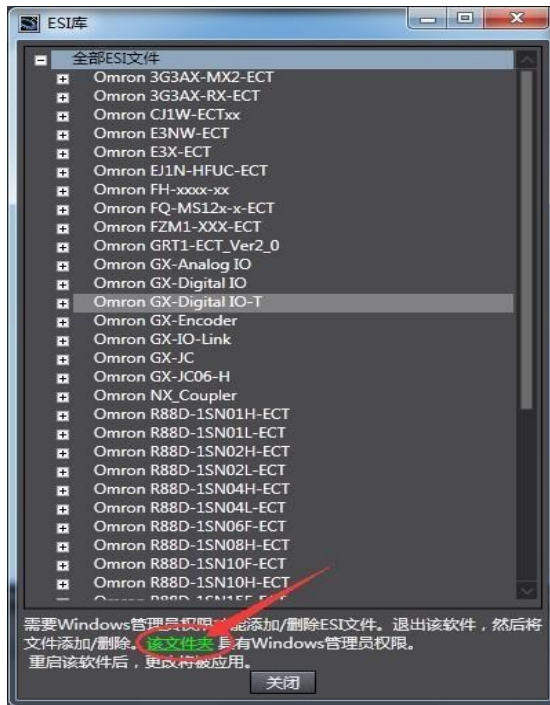 ESI库
全部ESI文件
Omron 3G3AX-MX2-ECT
Omron 3G3AX-RX-ECT
Omron CJ1W-ECTxx
Omron E3NW-ECT
Omron E3X-ECT
Omron EJ1N-HFUC-ECT
Omron FH-xxxx-xx
Omron FQ-MS12x-x-ECT
Omron FZM1-XXX-ECT
Omron GRT1-ECT_Ver2_0
Omron GX-Analog IO
Omron GX-Digital IO
Omron GX-Digital IO-T
Omron GX-Encoder
Omron GX-IO-Link
Omron GX-JC
Omron GX-JC06-H
Omron NX_Coupler
Omron R88D-1SN01H-ECT
Omron R88D-1SN01L-ECT
Omron R88D-1SN02H-ECT
Omron R88D-1SN02L-ECT
Omron R88D-1SN04H-ECT
Omron R88D-1SN04L-ECT
Omron R88D-1SN06F-ECT
Omron R88D-1SN08H-ECT
Omron R88D-1SN10F-ECT
Omron R88D-1SN10H-ECT
Omron R88D-1SN15F-ECT
需要Windows管理员权限才能添加/删除ESI文件。退出该软件，然后将
文件添加/删除。该文件夹 具有Windows管理员权限。
重启该软件后，更改将被应用。
关闭